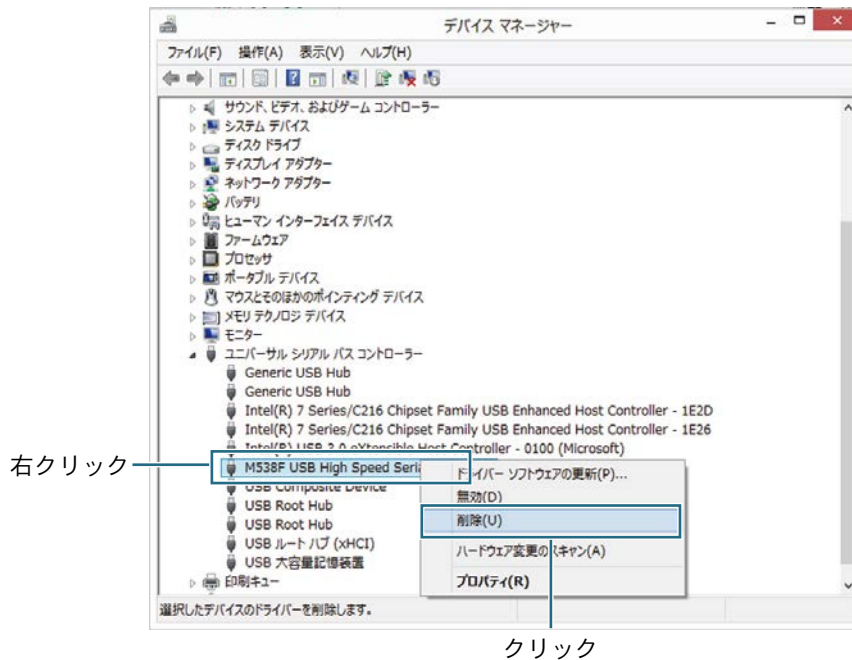 デバイス マネージャー
ファイル(F) 操作(A) 表示(V) ヘルプ(H)
サウンド、ビデオ、およびゲーム コントローラー
システム デバイス
ディスク ドライブ
ディスプレイ アダプター
ネットワーク アダプター
バッテリ
ヒューマン インターフェイス デバイス
ファームウェア
プロセッサ
ポータブル デバイス
マウスとそのほかのポインティング デバイス
メモリ テクノロジ デバイス
モニター
ユニバーサル シリアル バス コントローラー
Generic USB Hub
Generic USB Hub
Intel(R) 7 Series/C216 Chipset Family USB Enhanced Host Controller - 1E2D
Intel(R) 7 Series/C216 Chipset Family USB Enhanced Host Controller - 1E26
Intel(R) USB 3.0 eXtensible Host Controller - 0100 (Microsoft)
右クリック
M538F USB High Speed Seria
ドライバー ソフトウェアの更新(P)...
USB Composite Device
無効(D)
USB Root Hub
削除(U)
USB Root Hub
USB ルート ハブ (xHCI)
ハードウェア変更のスキャン(A)
USB 大容量記憶装置
印刷キュー
プロパティ(R)
選択したデバイスのドライバーを削除します。
クリック